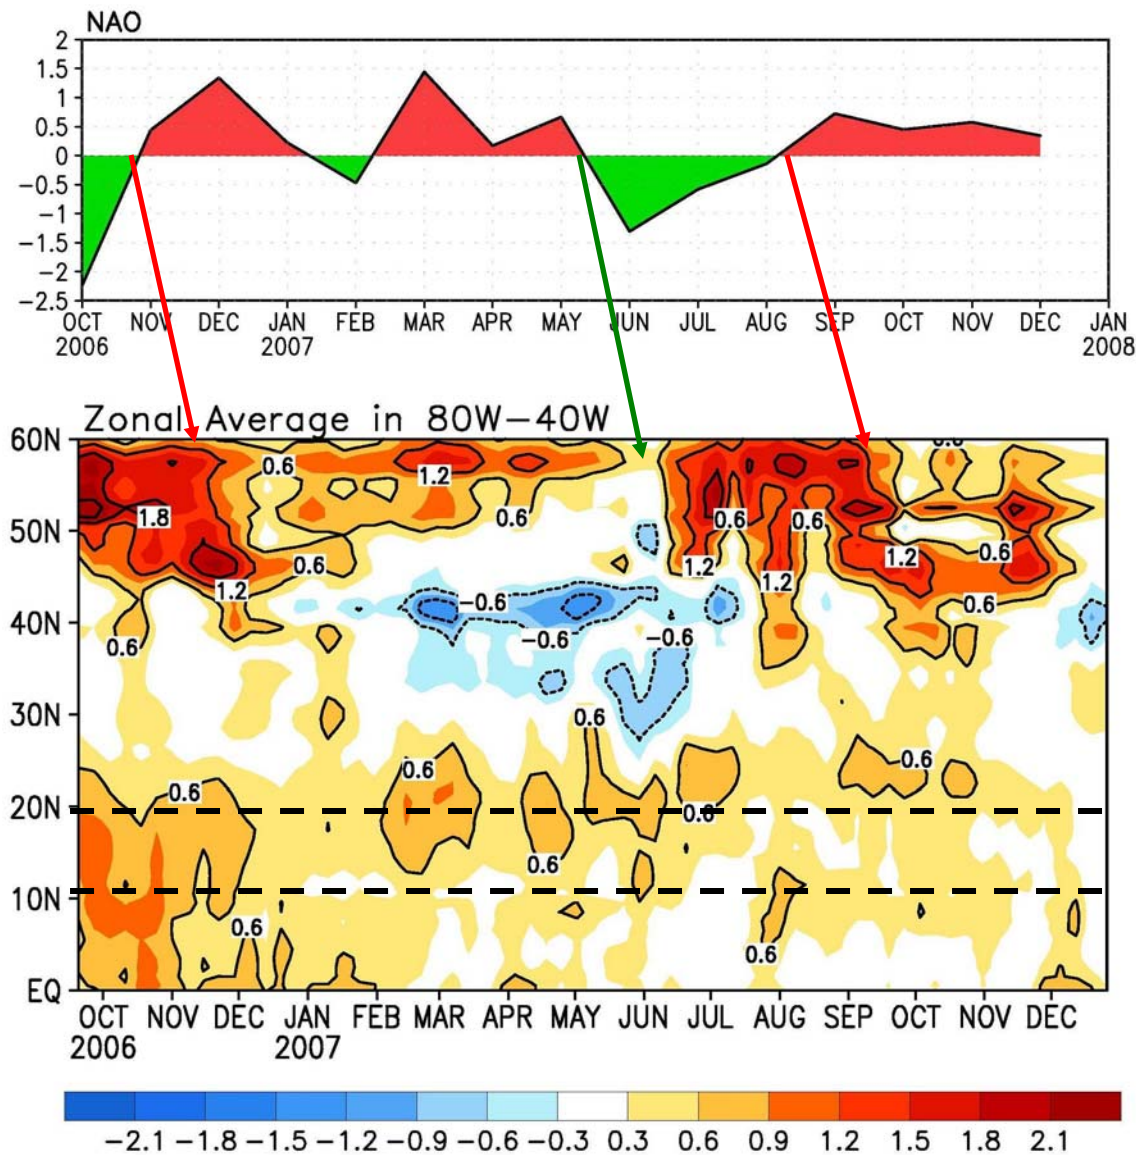 NAO
2
1.5
1
0.5
0
−0.5
−1
−1.5
−2
−2.5
OCT NOV DEC JAN FEB MAR APR MAY JUN JUL AUG SEP OCT NOV DEC JAN
2006 2007 2008
Zonal Average in 80W−40W
60N
50N
40N
30N
20N
10N
EQ
0.6
0.6
1.2
1.8
0.6
0.6
0.6
1.2
0.6
1.2
1.2
1.2
0.6
−0.6
0.6
−0.6
−0.6
0.6
0.6
0.6
0.6
0.6
0.6
0.6
0.6
0.6
OCT NOV DEC JAN FEB MAR APR MAY JUN JUL AUG SEP OCT NOV DEC
2006 2007
−2.1 −1.8 −1.5 −1.2 −0.9 −0.6 −0.3 0.3 0.6 0.9 1.2 1.5 1.8 2.1